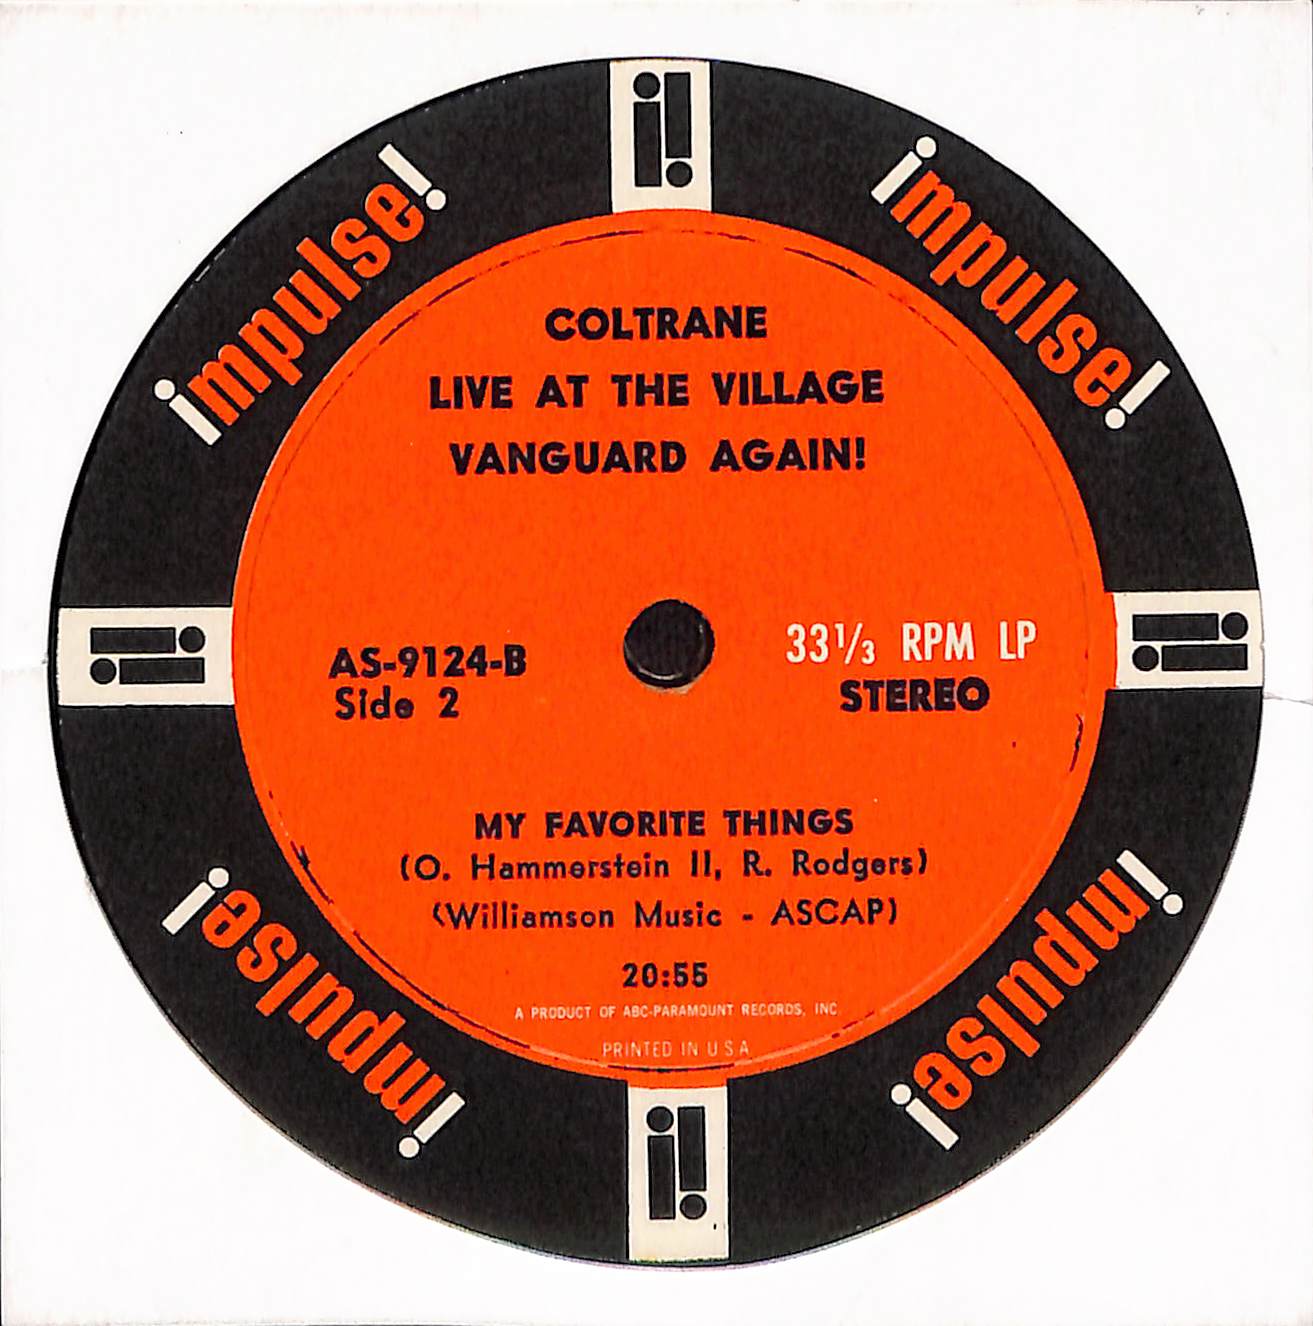 impulse!
impulse!
COLTRANE
LIVE AT THE VILLAGE
VANGUARD AGAIN!
AS-9124-B
Side 2
33⅓ RPM LP
STEREO
MY FAVORITE THINGS
(O. Hammerstein II, R. Rodgers)
(Williamson Music - ASCAP)
20:55
A PRODUCT OF ABC-PARAMOUNT RECORDS, INC.
PRINTED IN U S A
impulse!
impulse!